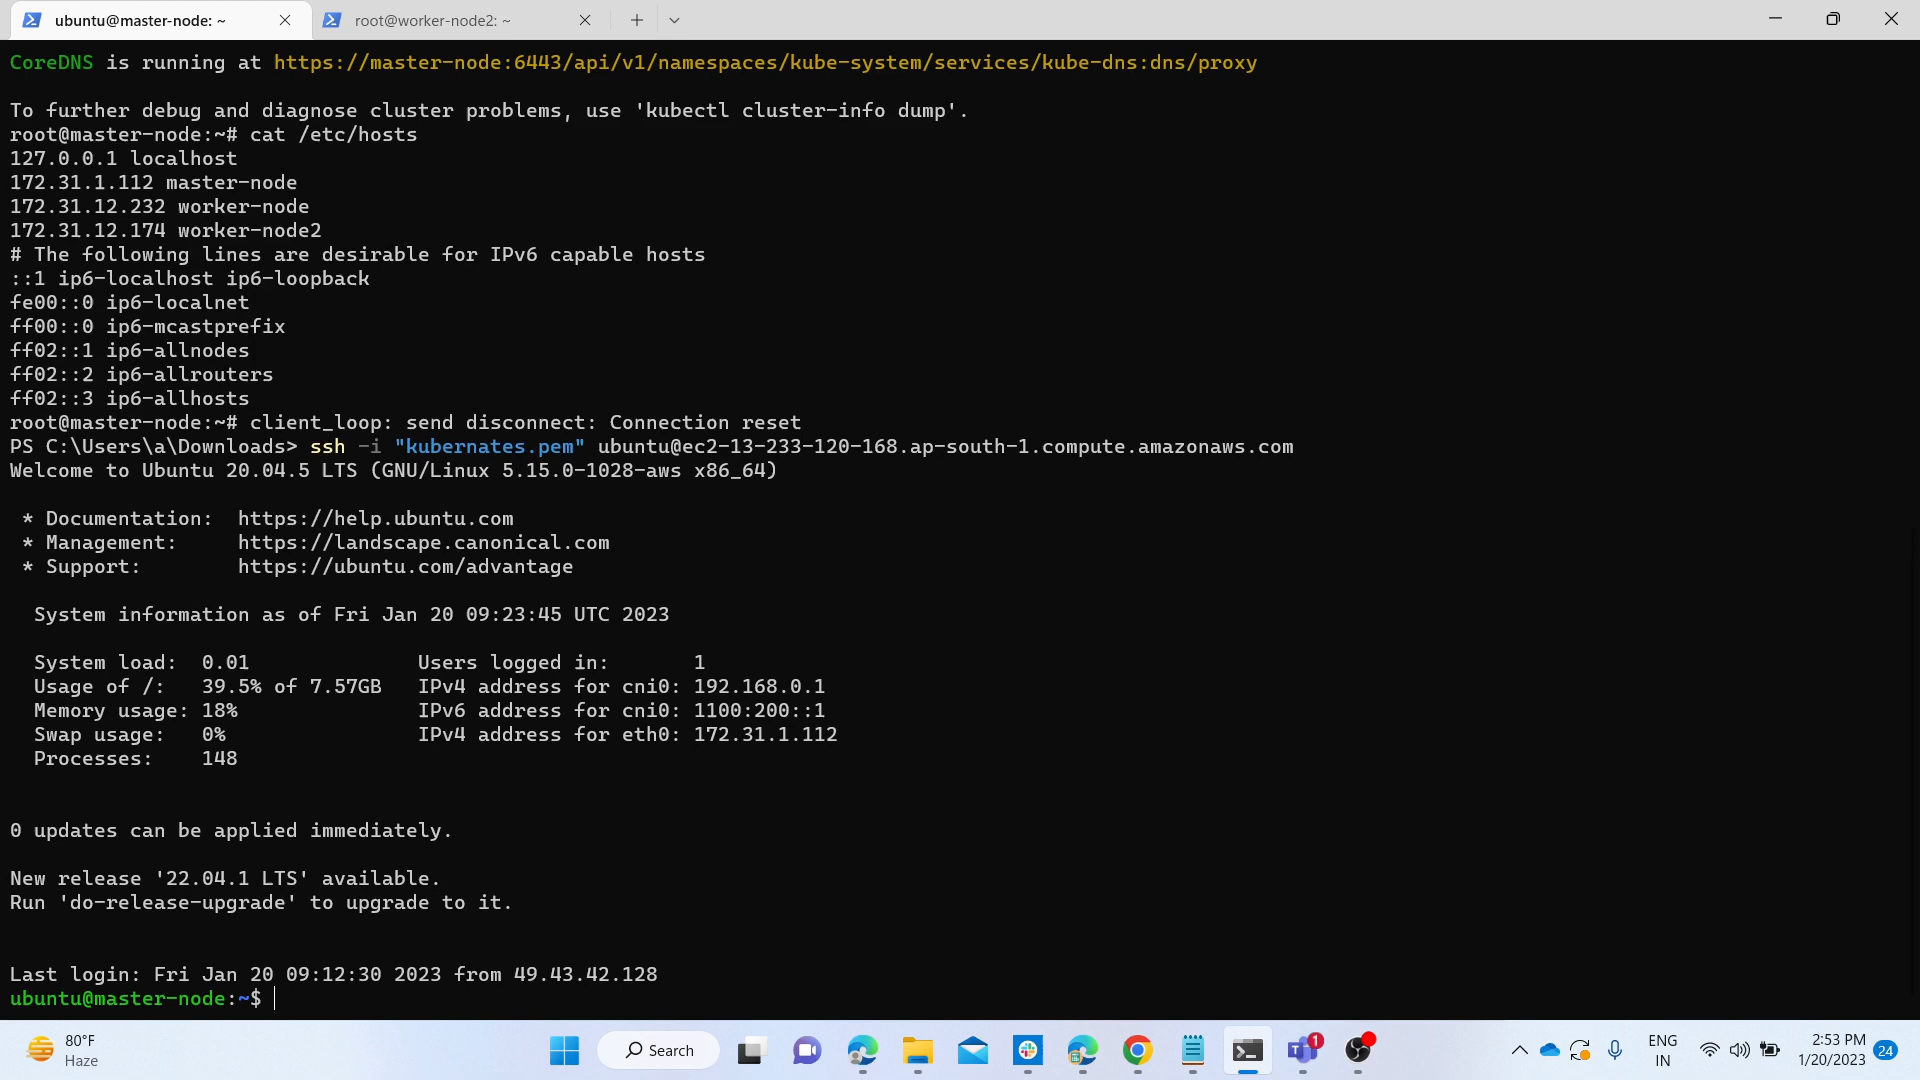 ubuntu@master-node: ~
root@worker-node2: ~
CoreDNS is running at https://master-node:6443/api/v1/namespaces/kube-system/services/kube-dns:dns/proxy
To further debug and diagnose cluster problems, use 'kubectl cluster-info dump'.
root@master-node:~# cat /etc/hosts
127.0.0.1 localhost
172.31.1.112 master-node
172.31.12.232 worker-node
172.31.12.174 worker-node2
# The following lines are desirable for IPv6 capable hosts
::1 ip6-localhost ip6-loopback
fe00::0 ip6-localnet
ff00::0 ip6-mcastprefix
ff02::1 ip6-allnodes
ff02::2 ip6-allrouters
ff02::3 ip6-allhosts
root@master-node:~# client_loop: send disconnect: Connection reset
PS C:\Users\a\Downloads> ssh -i "kubernates.pem" ubuntu@ec2-13-233-120-168.ap-south-1.compute.amazonaws.com
Welcome to Ubuntu 20.04.5 LTS (GNU/Linux 5.15.0-1028-aws x86_64)
* Documentation:  https://help.ubuntu.com
* Management:     https://landscape.canonical.com
* Support:        https://ubuntu.com/advantage
System information as of Fri Jan 20 09:23:45 UTC 2023
System load:  0.01              Users logged in:       1
Usage of /:   39.5% of 7.57GB   IPv4 address for cni0: 192.168.0.1
Memory usage: 18%               IPv6 address for cni0: 1100:200::1
Swap usage:   0%                IPv4 address for eth0: 172.31.1.112
Processes:    148
0 updates can be applied immediately.
New release '22.04.1 LTS' available.
Run 'do-release-upgrade' to upgrade to it.
Last login: Fri Jan 20 09:12:30 2023 from 49.43.42.128
ubuntu@master-node:~$
80°F
Haze
Search
1
ENG
IN
2:53 PM
1/20/2023
24